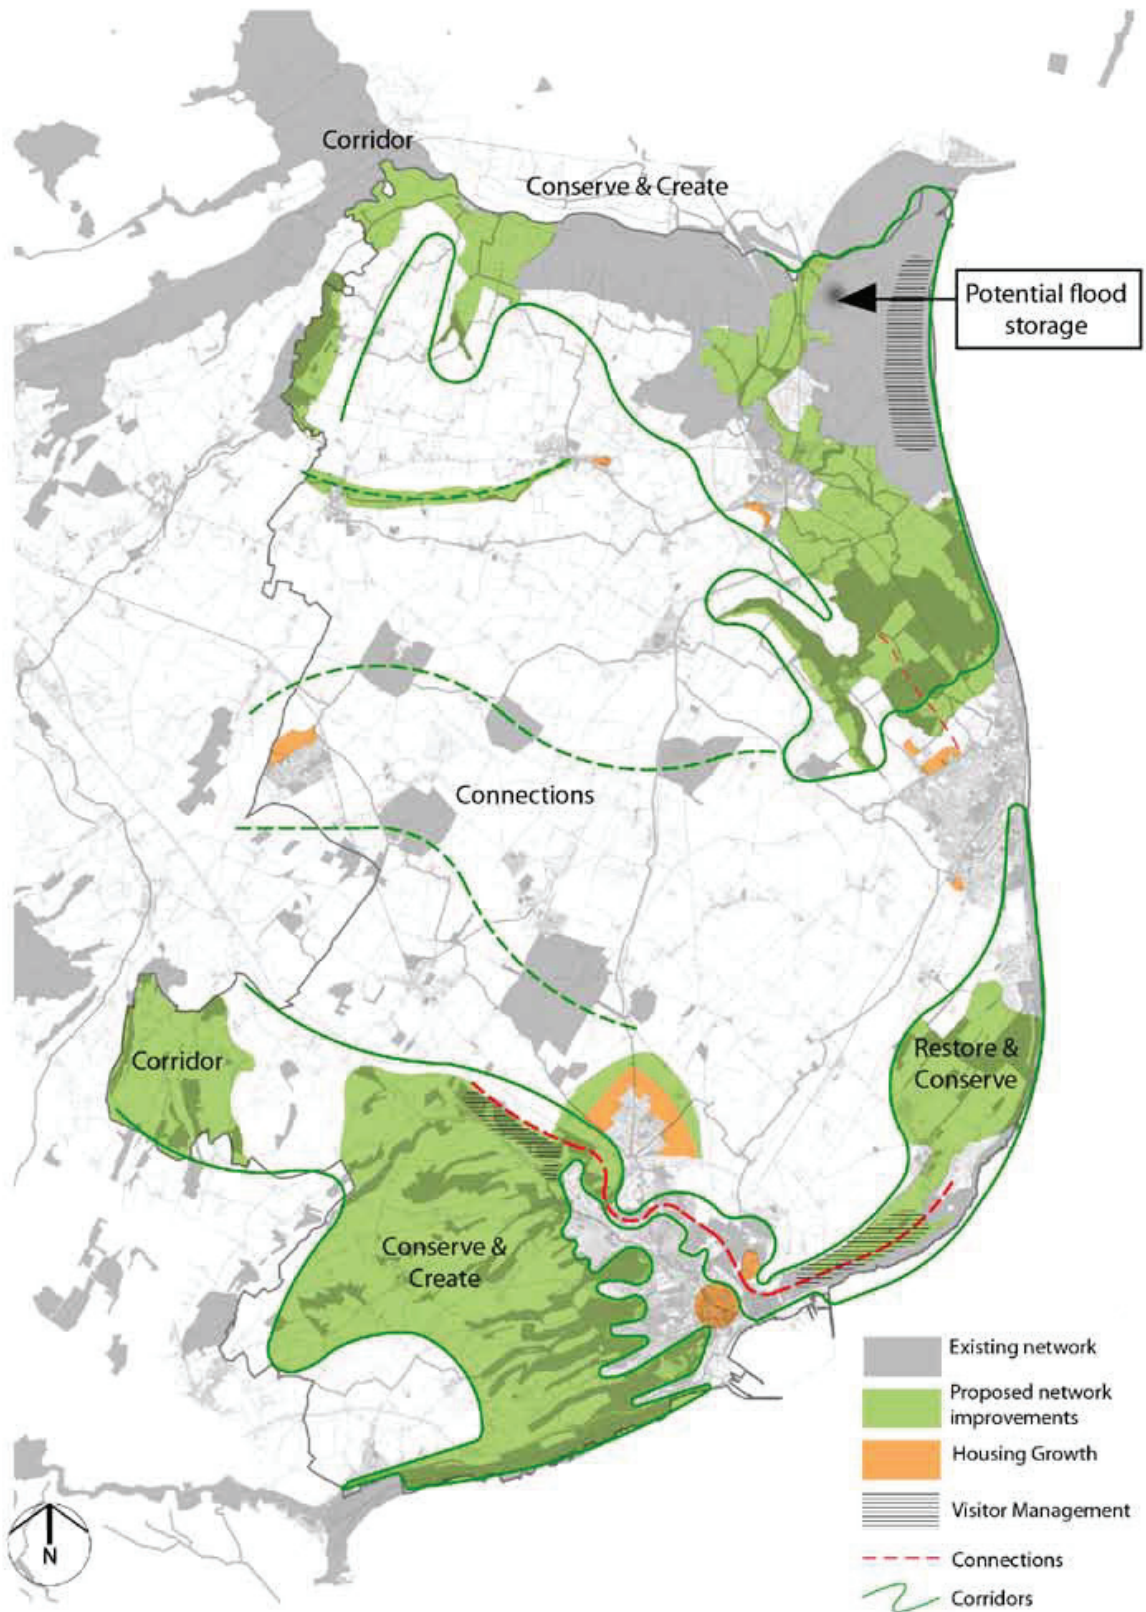 Corridor
Conserve & Create
Potential flood
storage
Connections
Corridor
Restore &
Conserve
Conserve &
Create
Existing network
Proposed network
improvements
Housing Growth
Visitor Management
Connections
Corridors
N